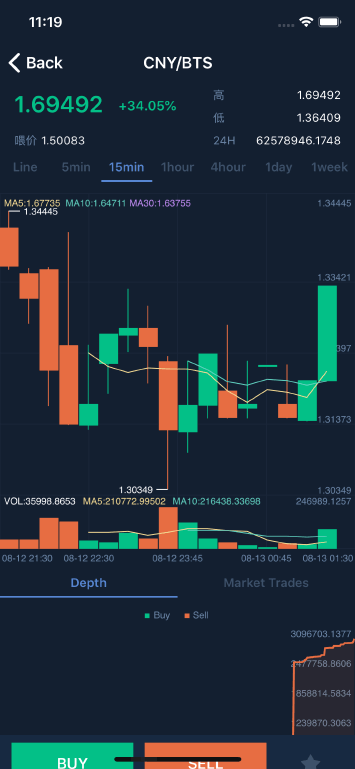 11:19
Back
CNY/BTS
1.69492 +34.05%
高 1.69492
低 1.36409
喂价 1.50083
24H 62578946.1748
Line 5min 15min 1hour 4hour 1day 1week
MA5:1.67735 MA10:1.64711 MA30:1.63755
1.34445
1.34445
1.33421
397
1.31373
1.30349
1.30349
VOL:35998.8653 MA5:210772.99502 MA10:216438.33698 246989.1257
08-12 21:30 08-12 22:30 08-12 23:45 08-13 00:45 08-13 01:30
Depth Market Trades
Buy Sell
3096703.1377
2477758.8606
858814.5834
239870.3063
BUY SELL